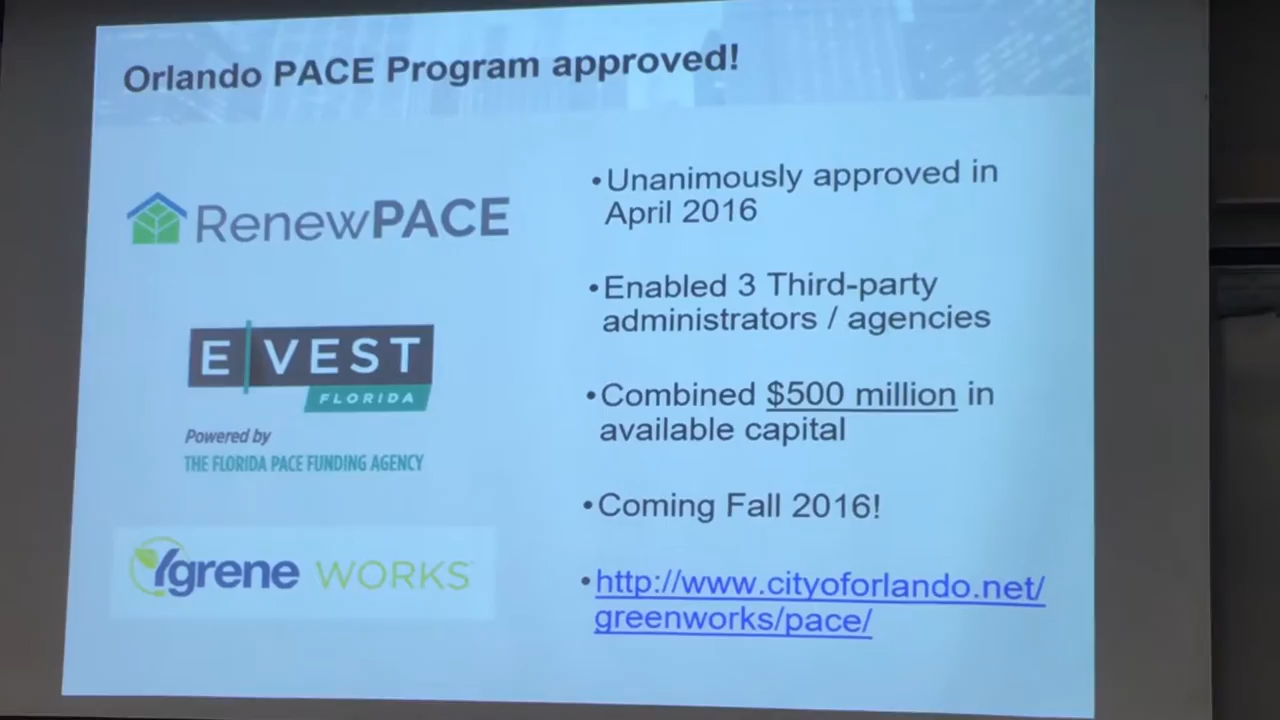 Orlando PACE Program approved!
RenewPACE
E VEST
FLORIDA
Powered by
THE FLORIDA PACE FUNDING AGENCY
Ygrene WORKS
•Unanimously approved in
April 2016
•Enabled 3 Third-party
administrators / agencies
•Combined $500 million in
available capital
•Coming Fall 2016!
•http://www.cityoforlando.net/
greenworks/pace/